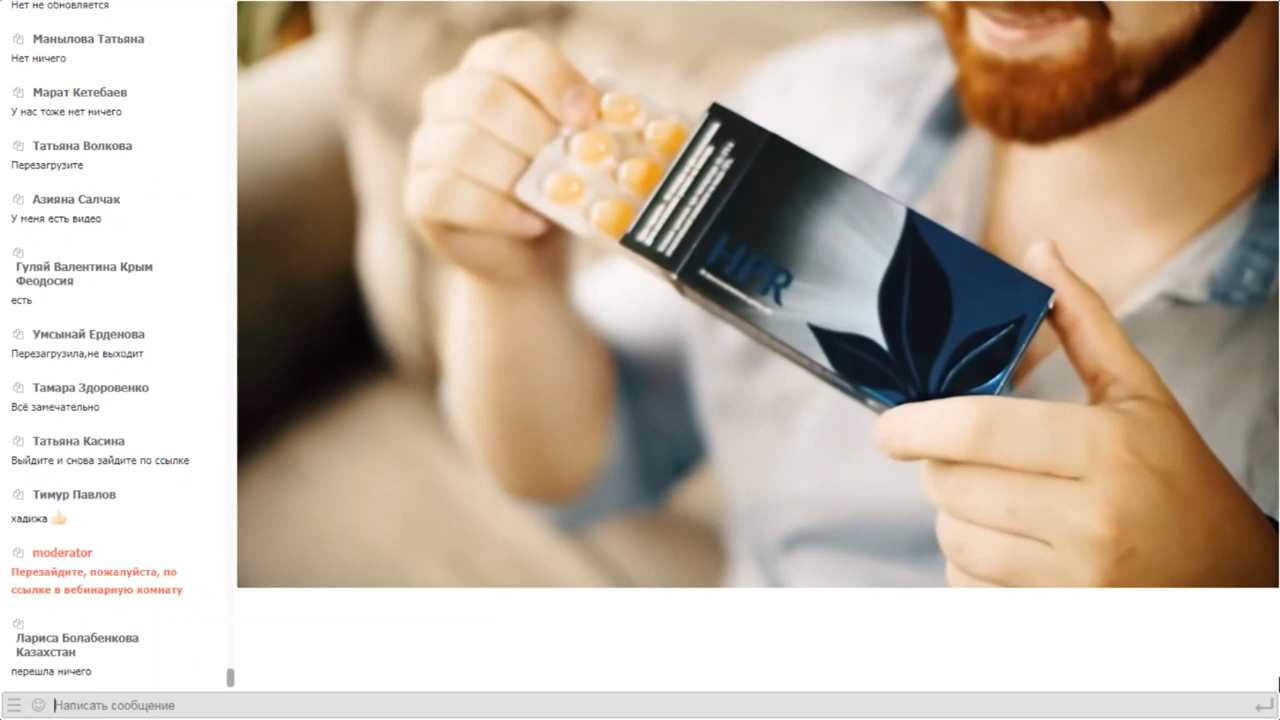 Нет не обновляется
Манылова Татьяна
Нет ничего
Марат Кетебаев
У нас тоже нет ничего
Татьяна Волкова
Перезагрузите
Азияна Салчак
У меня есть видео
Гуляй Валентина Крым
Феодосия
есть
Умсынай Ерденова
Перезагрузила,не выходит
Тамара Здоровенко
Всё замечательно
Татьяна Касина
Выйдите и снова зайдите по ссылке
Тимур Павлов
хадижа
moderator
Перезайдите, пожалуйста, по
ссылке в вебинарную комнату
Лариса Болабенкова
Казахстан
перешла ничего
Написать сообщение
HPR